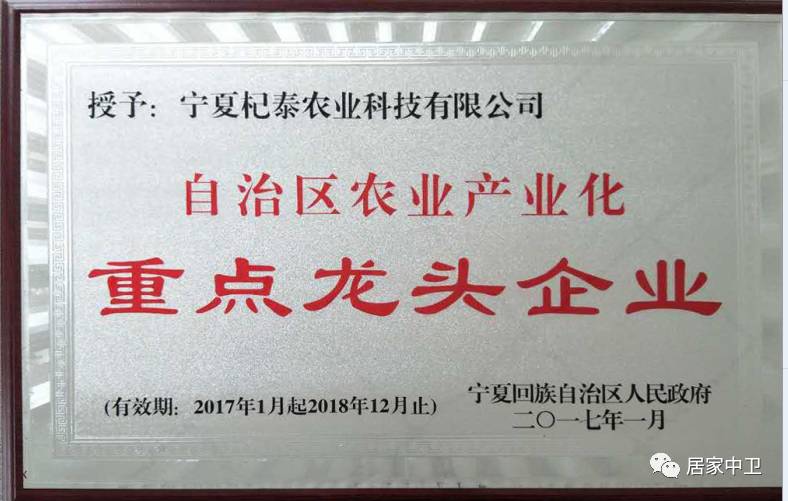 授予：宁夏杞泰农业科技有限公司
自治区农业产业化
重点龙头企业
(有效期：2017年1月起2018年12月止)
宁夏回族自治区人民政府
二〇一七年一月
居家中卫